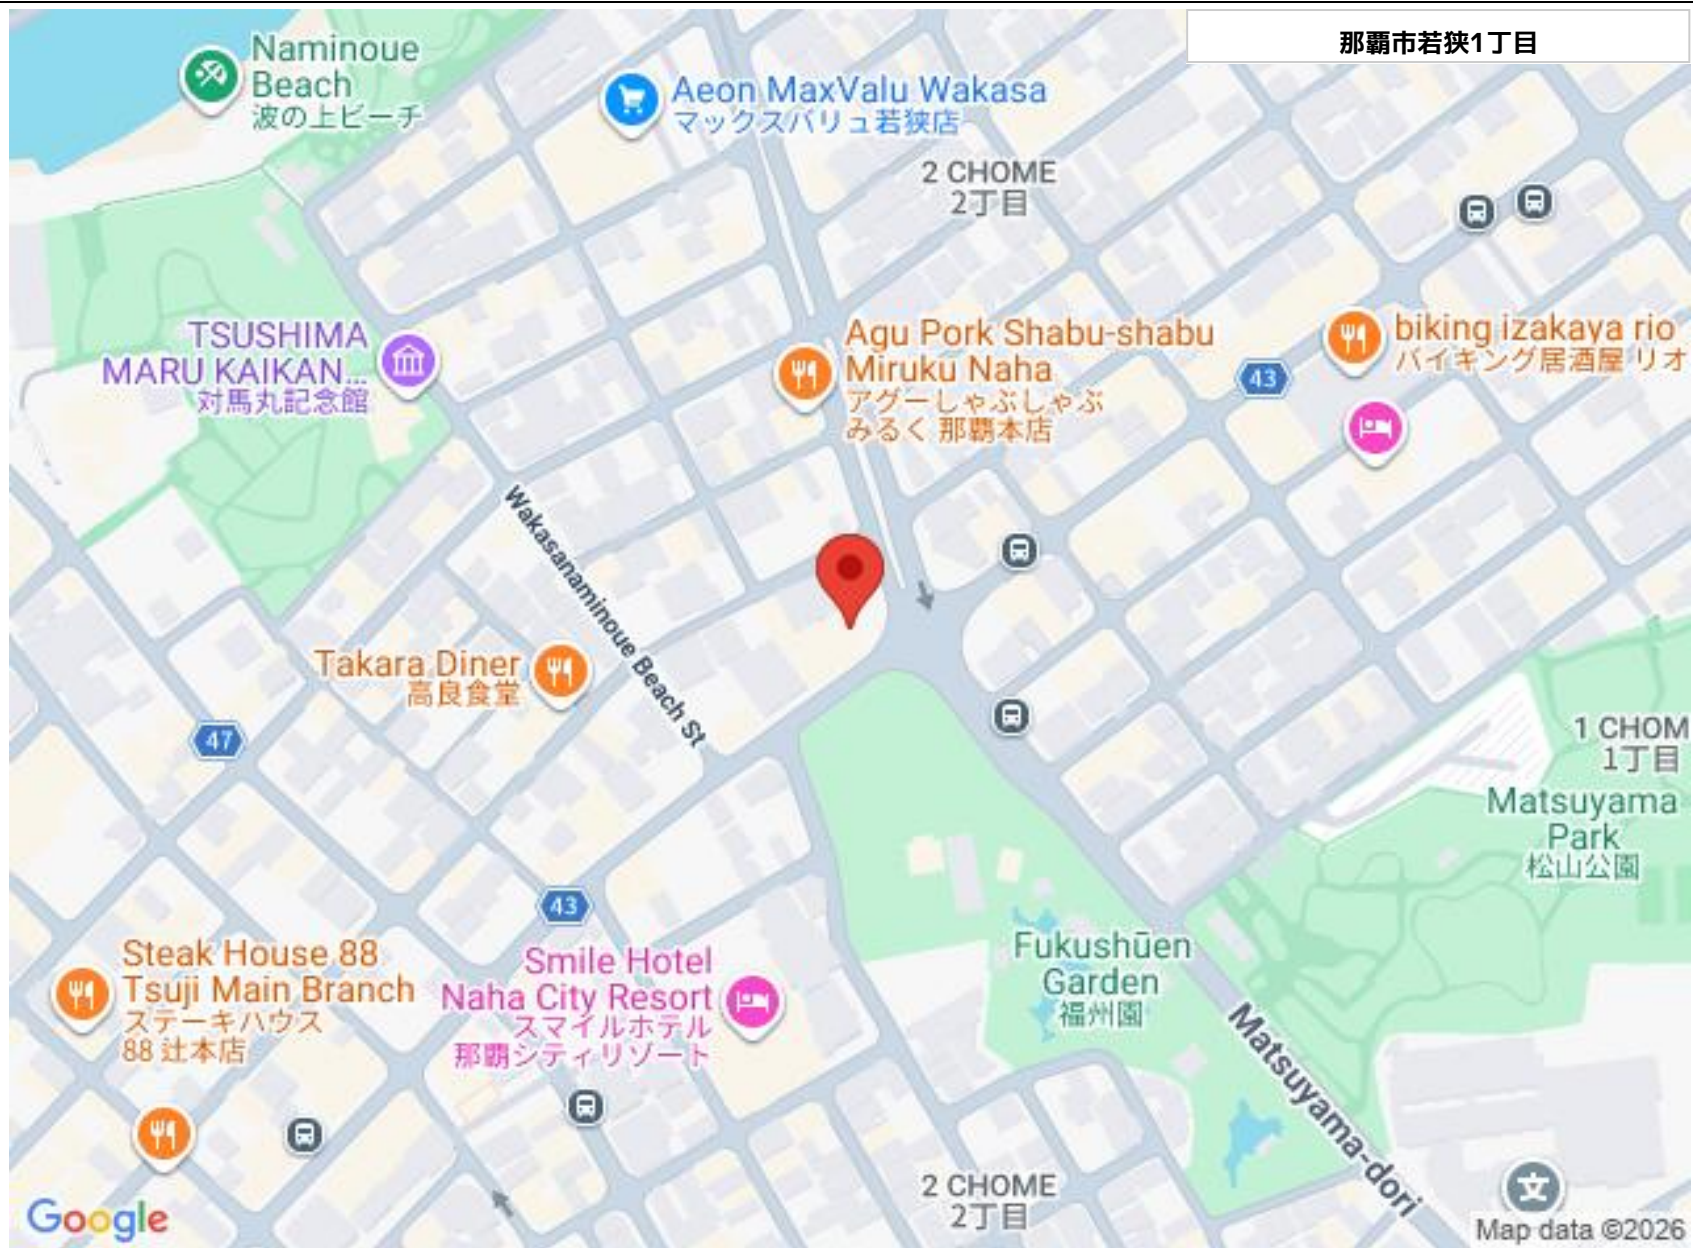 那覇市若狭1丁目
Naminoue
Beach
波の上ビーチ
Aeon MaxValu Wakasa
マックスバリュ若狭店
2 CHOME
2丁目
TSUSHIMA
MARU KAIKAN...
対馬丸記念館
Agu Pork Shabu-shabu
Miruku Naha
アグーしゃぶしゃぶ
みるく 那覇本店
43
biking izakaya rio
バイキング居酒屋 リオ
Wakasanaminoue Beach St
Takara Diner
高良食堂
47
1 CHOM
1丁目
Matsuyama
Park
松山公園
43
Steak House 88
Tsuji Main Branch
ステーキハウス
88 辻本店
Smile Hotel
Naha City Resort
スマイルホテル
那覇シティリゾート
Fukushūen
Garden
福州園
Matsuyama-dori
2 CHOME
2丁目
文
Google
Map data ©2026